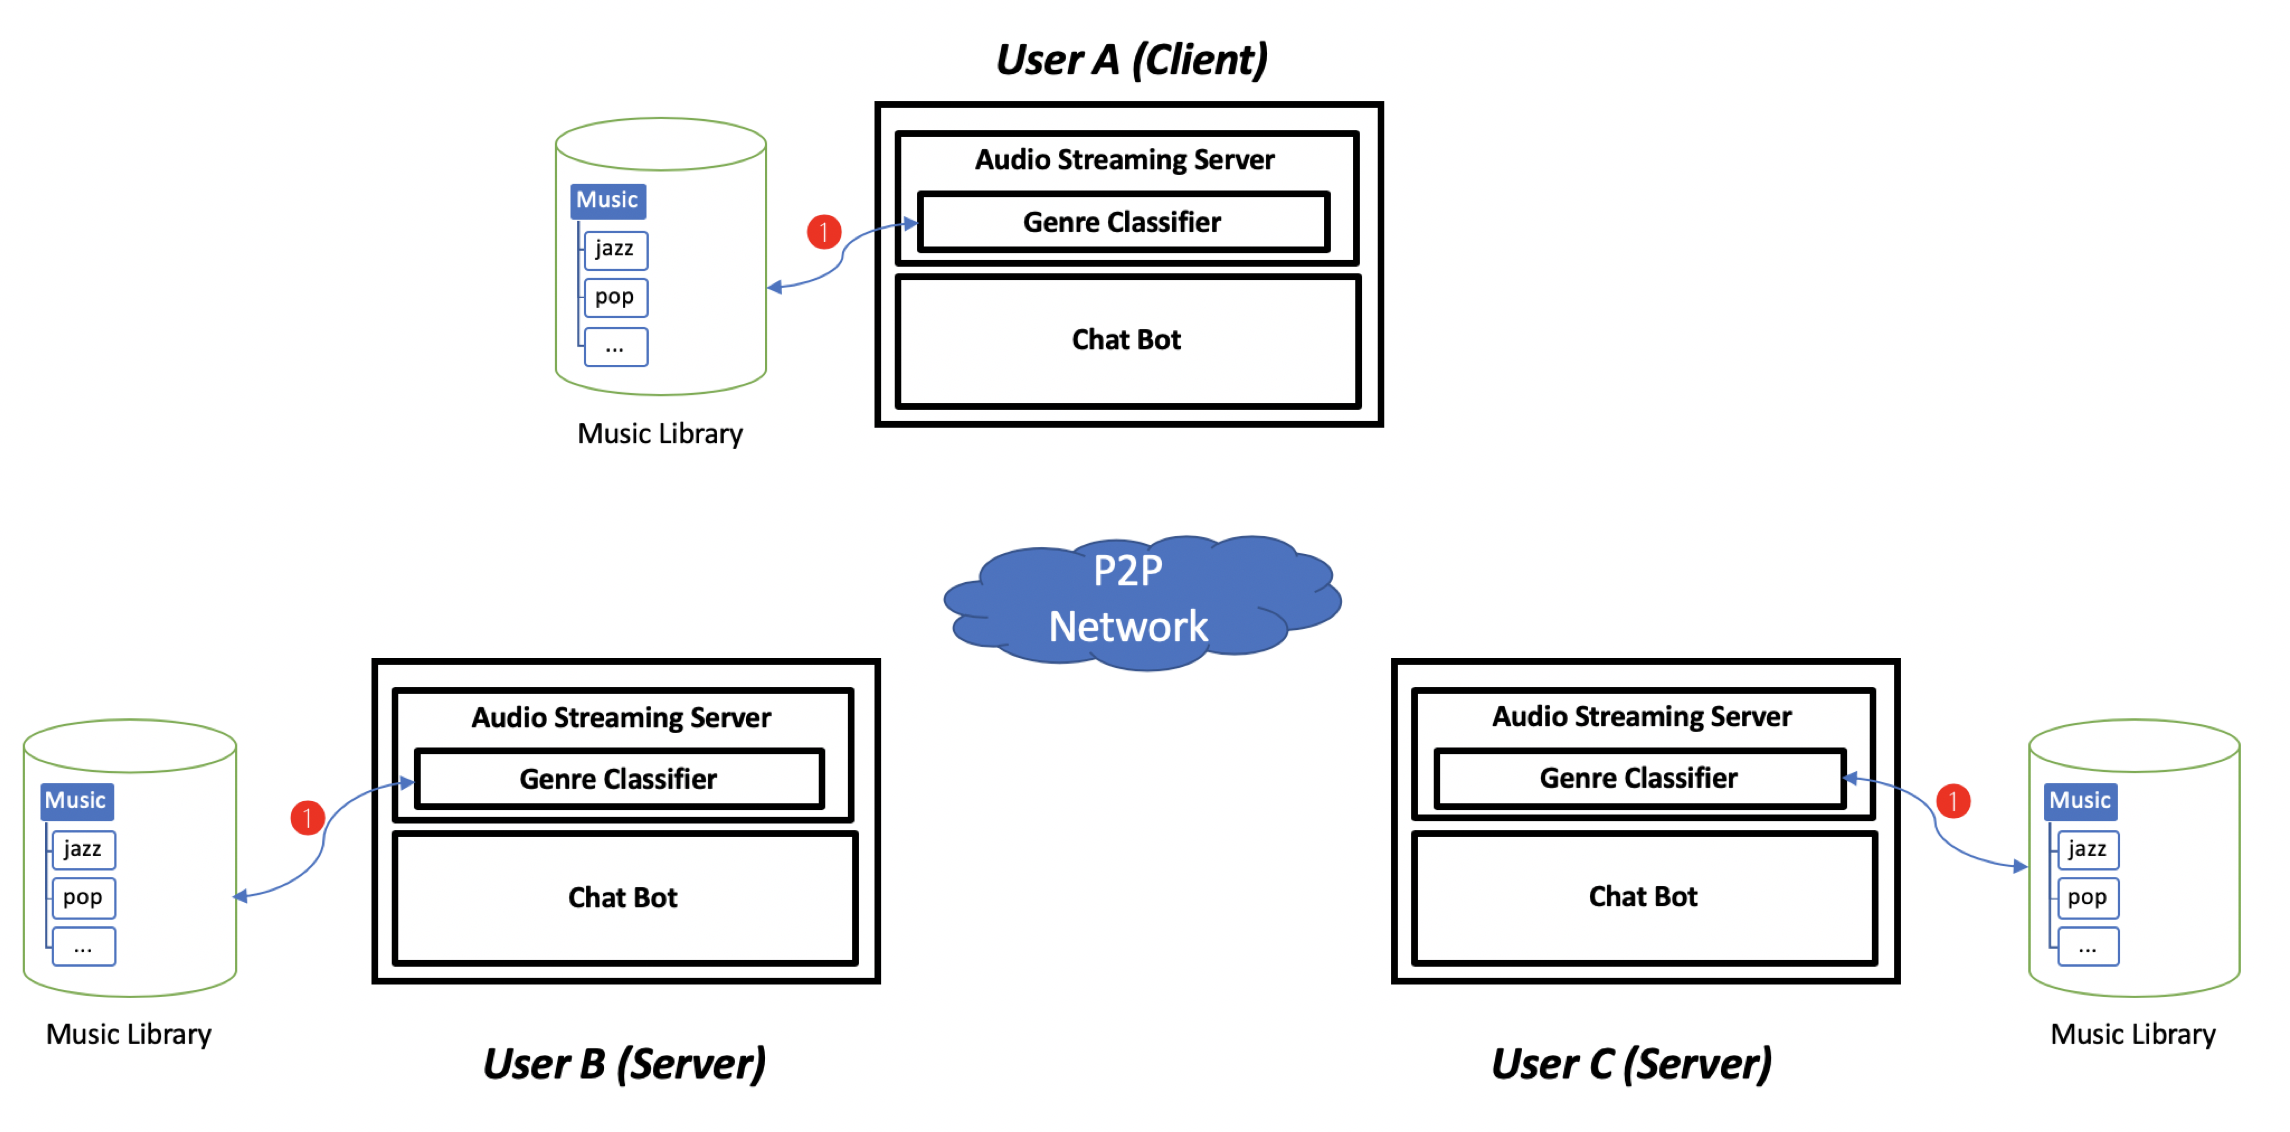 User A (Client)
Audio Streaming Server
Genre Classifier
Chat Bot
Music
jazz
pop
...
1
Music Library
P2P
Network
Music
jazz
pop
...
1
Music Library
Audio Streaming Server
Genre Classifier
Chat Bot
User B (Server)
Audio Streaming Server
Genre Classifier
Chat Bot
User C (Server)
1
Music
jazz
pop
...
Music Library